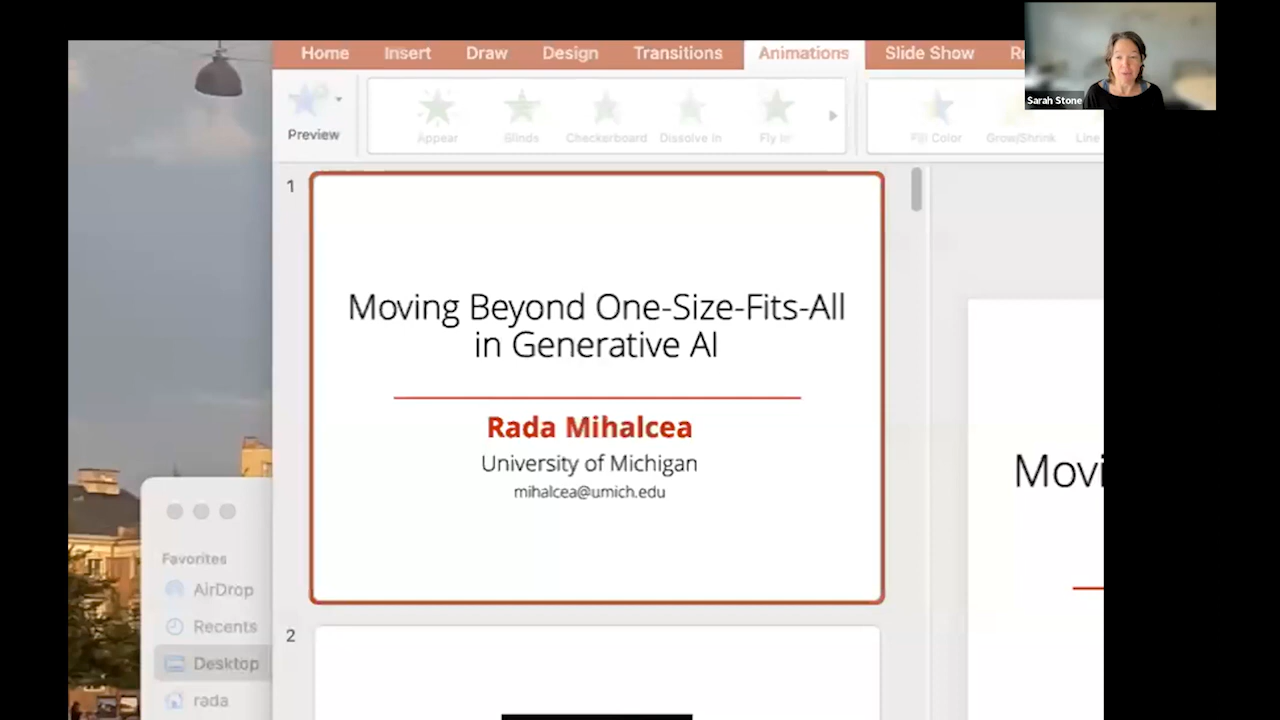 Home Insert Draw Design Transitions Animations Slide Show
Sarah Stone
Preview
Appear Blinds Checkerboard Dissolve In Fly In Fill Color Grow/Shrink Line
1
Moving Beyond One-Size-Fits-All
in Generative AI
Rada Mihalcea
University of Michigan
mihalcea@umich.edu
Favorites
AirDrop
Recents
Desktop
rada
2
Movi